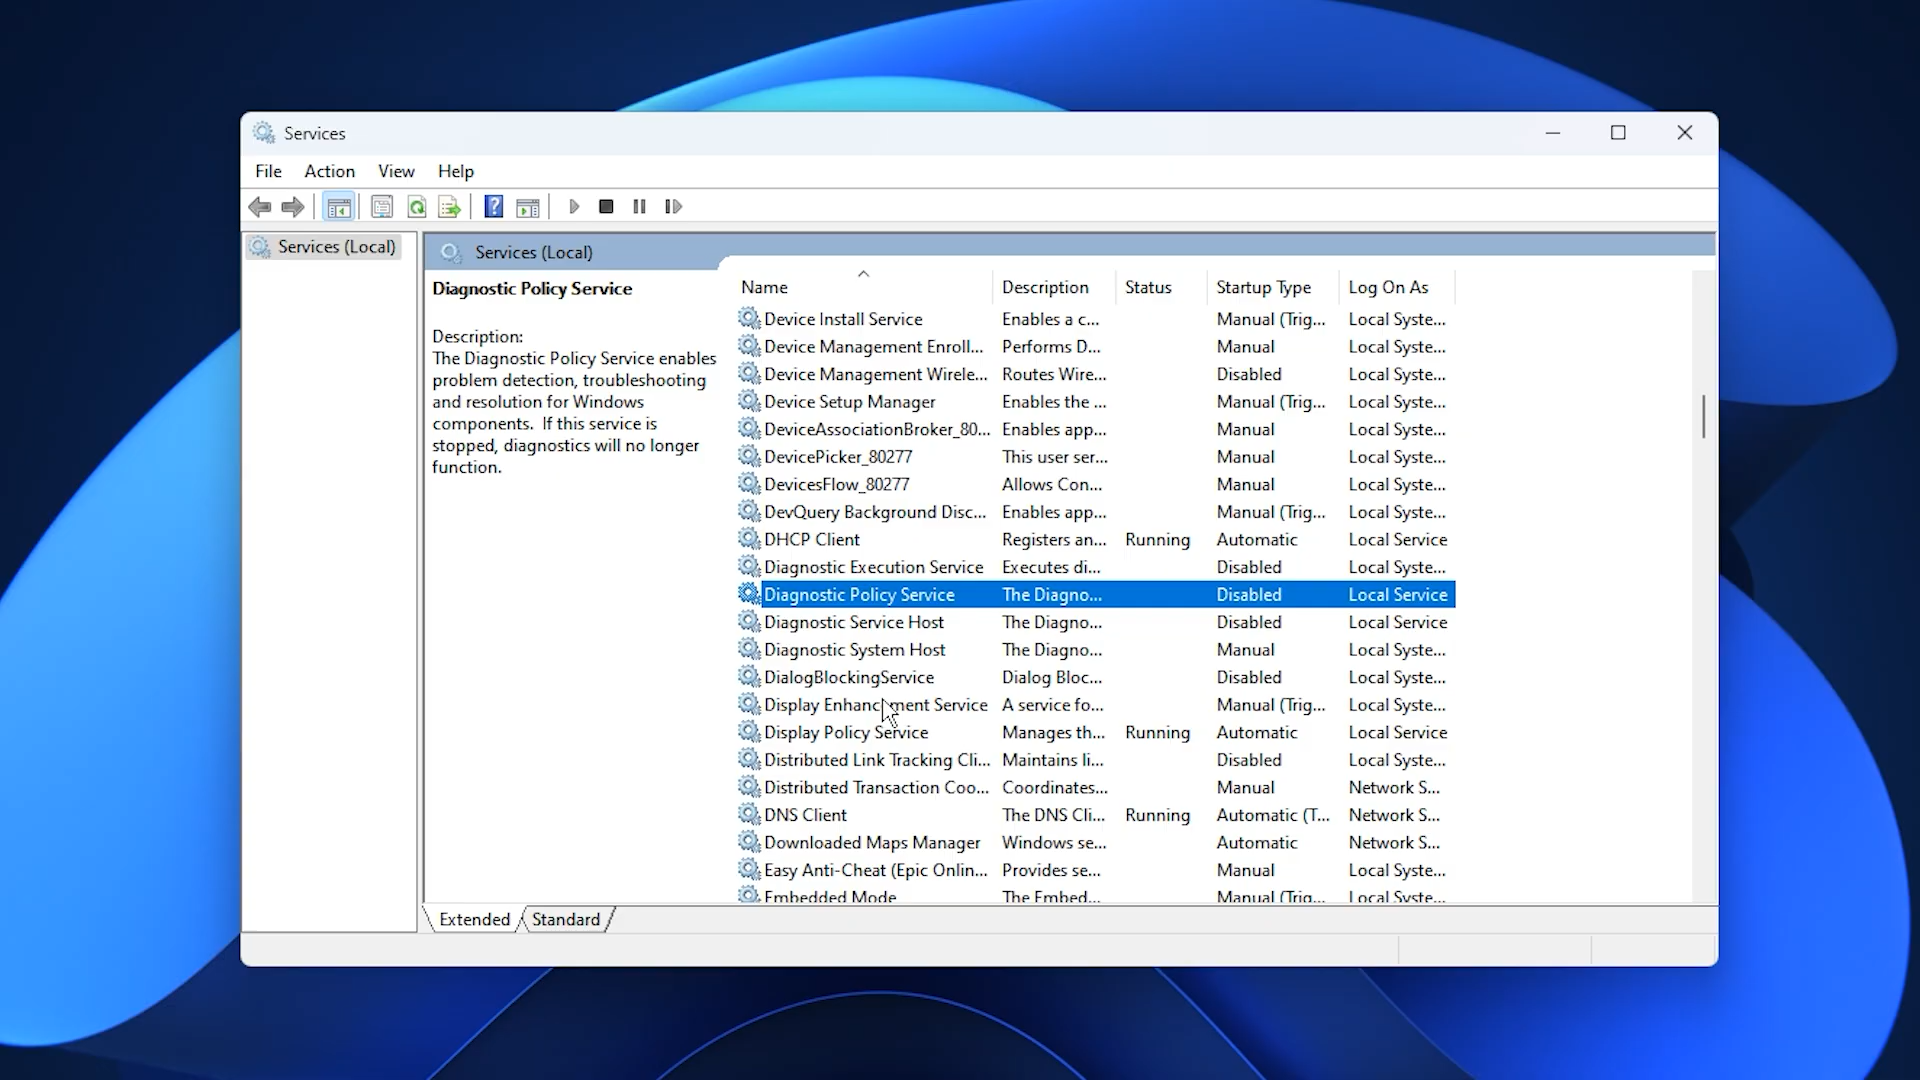 Services
File Action View Help
Services (Local)
Services (Local)
Diagnostic Policy Service
Description:
The Diagnostic Policy Service enables
problem detection, troubleshooting
and resolution for Windows
components. If this service is
stopped, diagnostics will no longer
function.
Name Description Status Startup Type Log On As
Device Install Service Enables a c... Manual (Trig... Local Syste...
Device Management Enroll... Performs D... Manual Local Syste...
Device Management Wirele... Routes Wire... Disabled Local Syste...
Device Setup Manager Enables the ... Manual (Trig... Local Syste...
DeviceAssociationBroker_80... Enables app... Manual Local Syste...
DevicePicker_80277 This user ser... Manual Local Syste...
DevicesFlow_80277 Allows Con... Manual Local Syste...
DevQuery Background Disc... Enables app... Manual (Trig... Local Syste...
DHCP Client Registers an... Running Automatic Local Service
Diagnostic Execution Service Executes di... Disabled Local Syste...
Diagnostic Policy Service The Diagno... Disabled Local Service
Diagnostic Service Host The Diagno... Disabled Local Service
Diagnostic System Host The Diagno... Manual Local Syste...
DialogBlockingService Dialog Bloc... Disabled Local Syste...
Display Enhancement Service A service fo... Manual (Trig... Local Syste...
Display Policy Service Manages th... Running Automatic Local Service
Distributed Link Tracking Cli... Maintains li... Disabled Local Syste...
Distributed Transaction Coo... Coordinates... Manual Network S...
DNS Client The DNS Cli... Running Automatic (T... Network S...
Downloaded Maps Manager Windows se... Automatic Network S...
Easy Anti-Cheat (Epic Onlin... Provides se... Manual Local Syste...
Embedded Mode The Embed... Manual (Trig... Local Syste...
Extended Standard